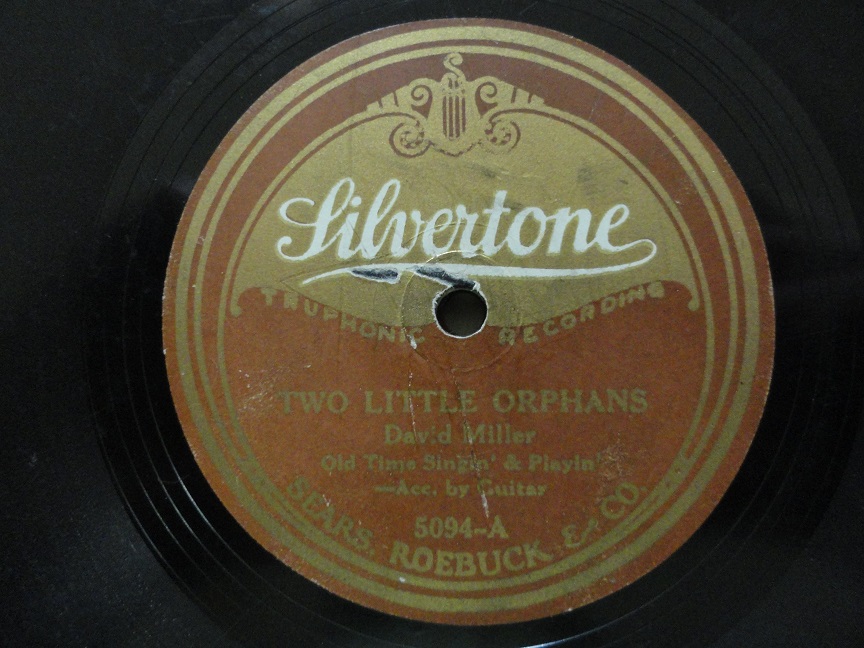 Silvertone
TRUPHONIC RECORDING
TWO LITTLE ORPHANS
David Miller
Old Time Singin' & Playin'
—Acc. by Guitar
5094-A
SEARS, ROEBUCK & CO.